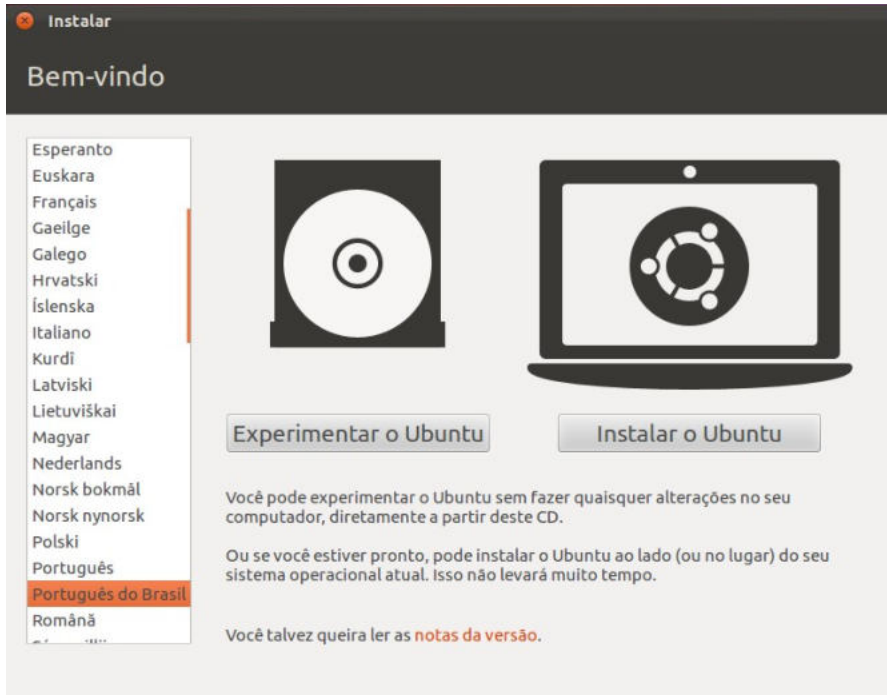 Instalar
Bem-vindo
Esperanto
Euskara
Français
Gaeilge
Galego
Hrvatski
Íslenska
Italiano
Kurdî
Latviski
Lietuviškai
Magyar
Nederlands
Norsk bokmål
Norsk nynorsk
Polski
Português
Português do Brasil
Română
Experimentar o Ubuntu
Instalar o Ubuntu
Você pode experimentar o Ubuntu sem fazer quaisquer alterações no seu
computador, diretamente a partir deste CD.
Ou se você estiver pronto, pode instalar o Ubuntu ao lado (ou no lugar) do seu
sistema operacional atual. Isso não levará muito tempo.
Você talvez queira ler as notas da versão.